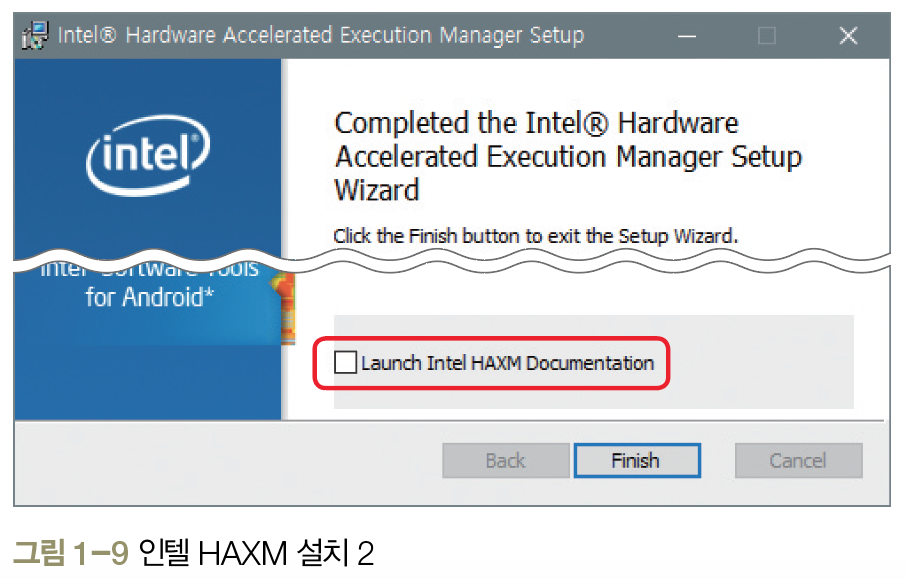 Intel® Hardware Accelerated Execution Manager Setup
intel®
Completed the Intel® Hardware
Accelerated Execution Manager Setup
Wizard
Click the Finish button to exit the Setup Wizard.
Intel® Software Tools
for Android*
Launch Intel HAXM Documentation
Back
Finish
Cancel
그림 1-9 인텔 HAXM 설치 2